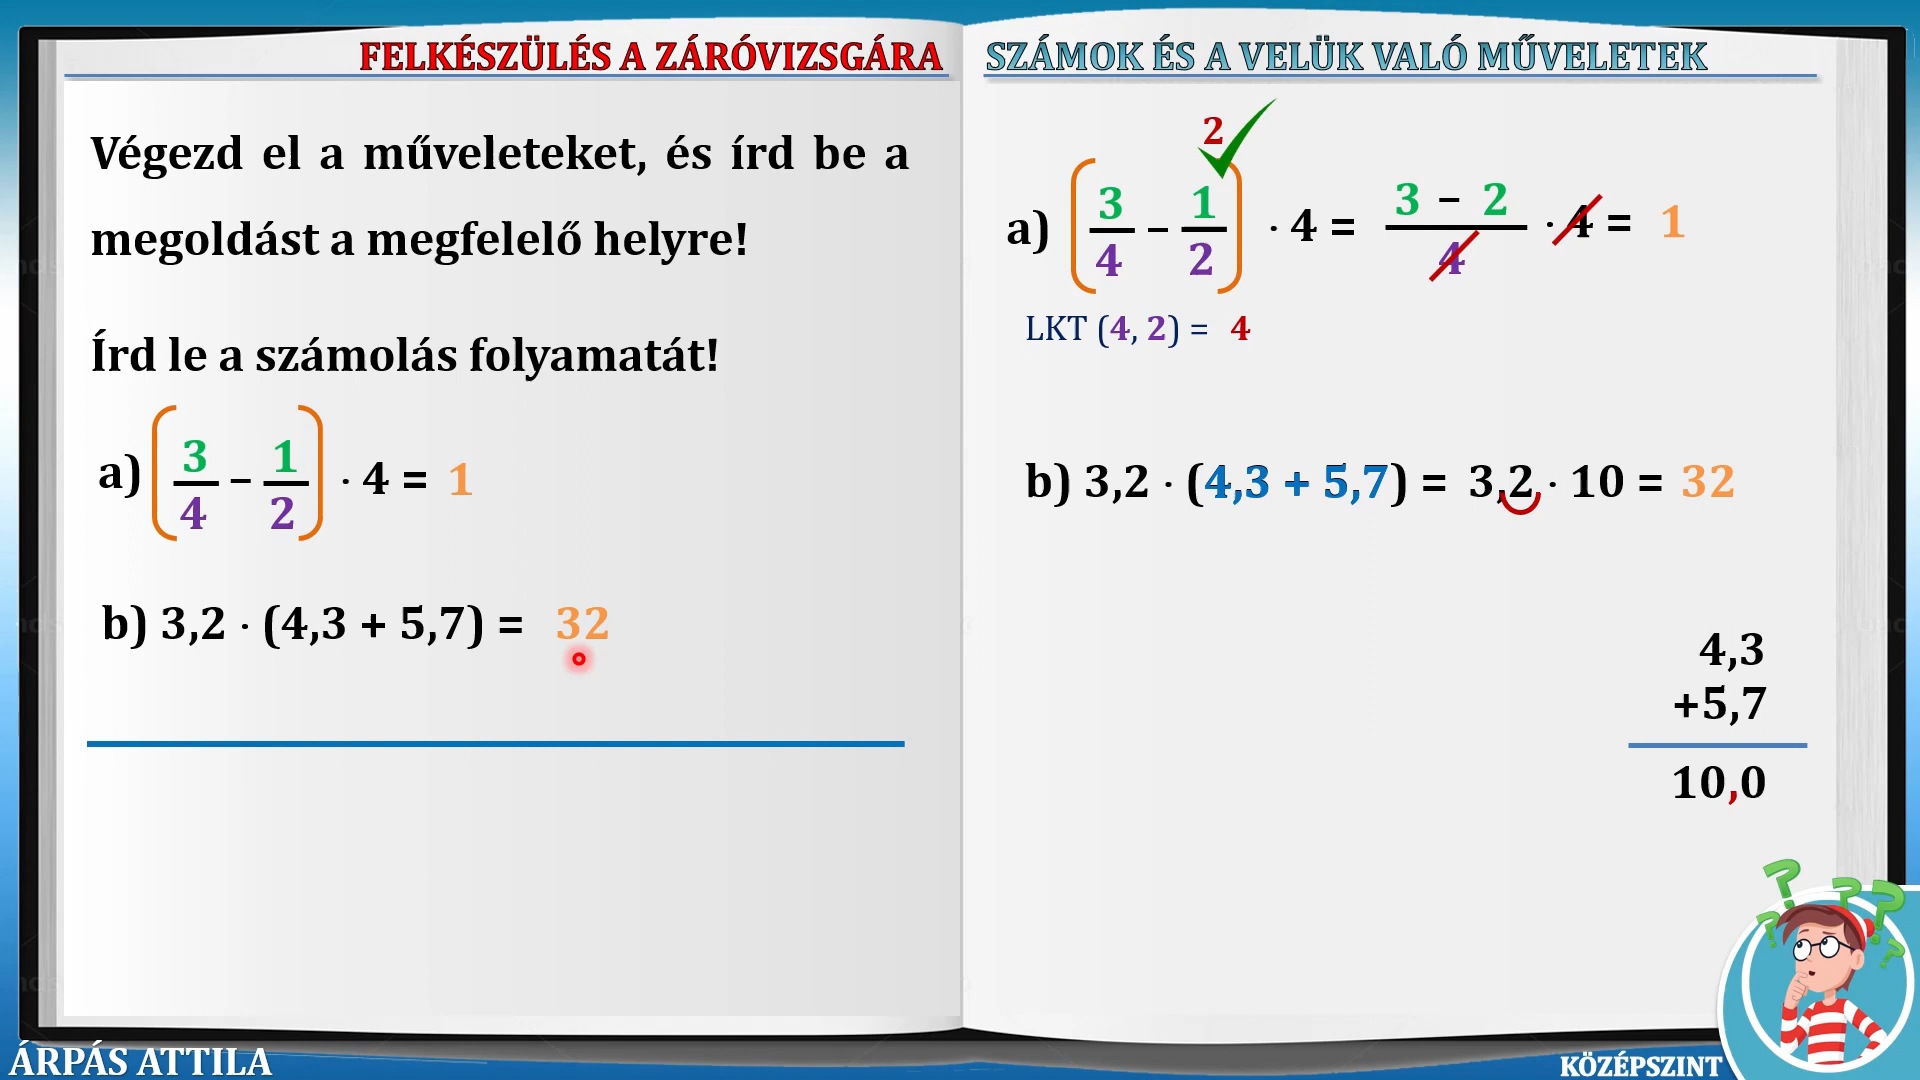 FELKÉSZÜLÉS A ZÁRÓVIZSGÁRA
Végezd el a műveleteket, és írd be a
megoldást a megfelelő helyre!
Írd le a számolás folyamatát!
a) (3/4 – 1/2) · 4 = 1
b) 3,2 · (4,3 + 5,7) = 32
SZÁMOK ÉS A VELÜK VALÓ MŰVELETEK
2
a) (3/4 – 1/2) · 4 = (3 – 2)/4 · 4 = 1
LKT (4, 2) = 4
b) 3,2 · (4,3 + 5,7) = 3,2 · 10 = 32
4,3
+5,7
10,0
ÁRPÁS ATTILA
KÖZÉPSZINT